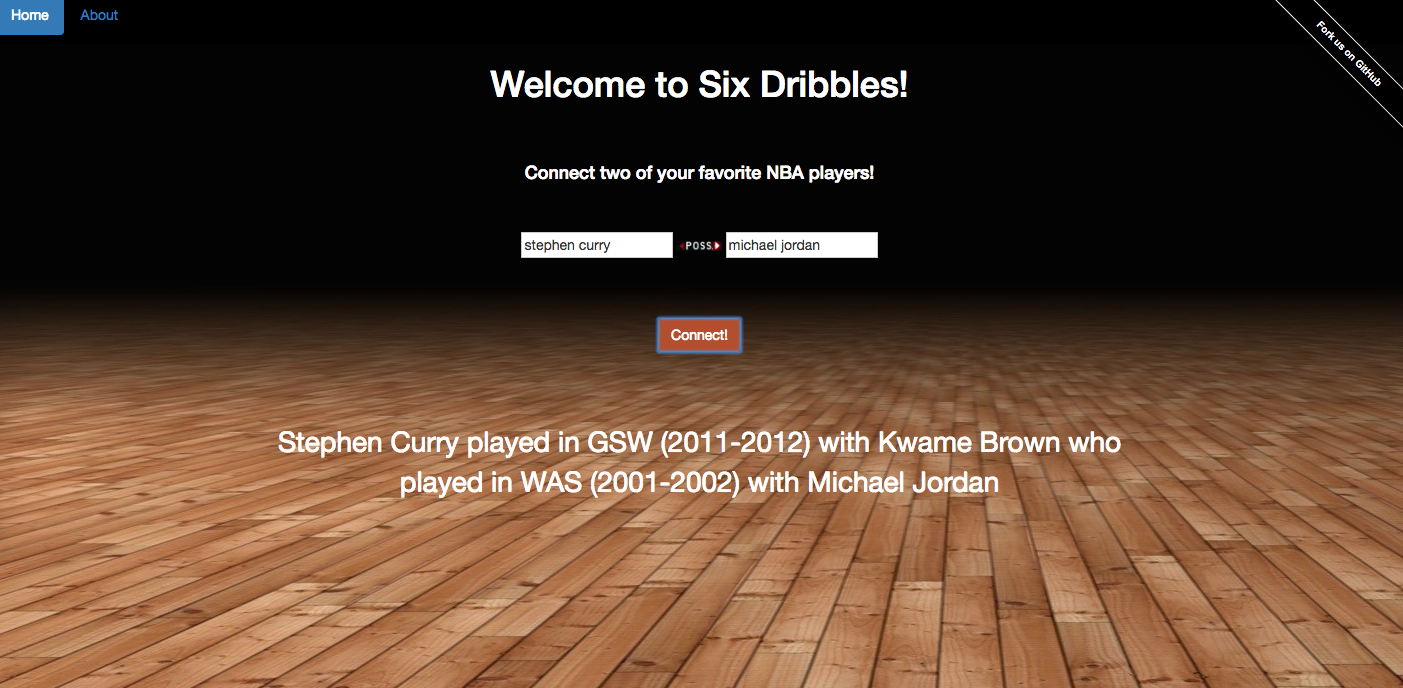 Home About
Fork us on GitHub
Welcome to Six Dribbles!
Connect two of your favorite NBA players!
stephen curry POSS. michael jordan
Connect!
Stephen Curry played in GSW (2011-2012) with Kwame Brown who
played in WAS (2001-2002) with Michael Jordan